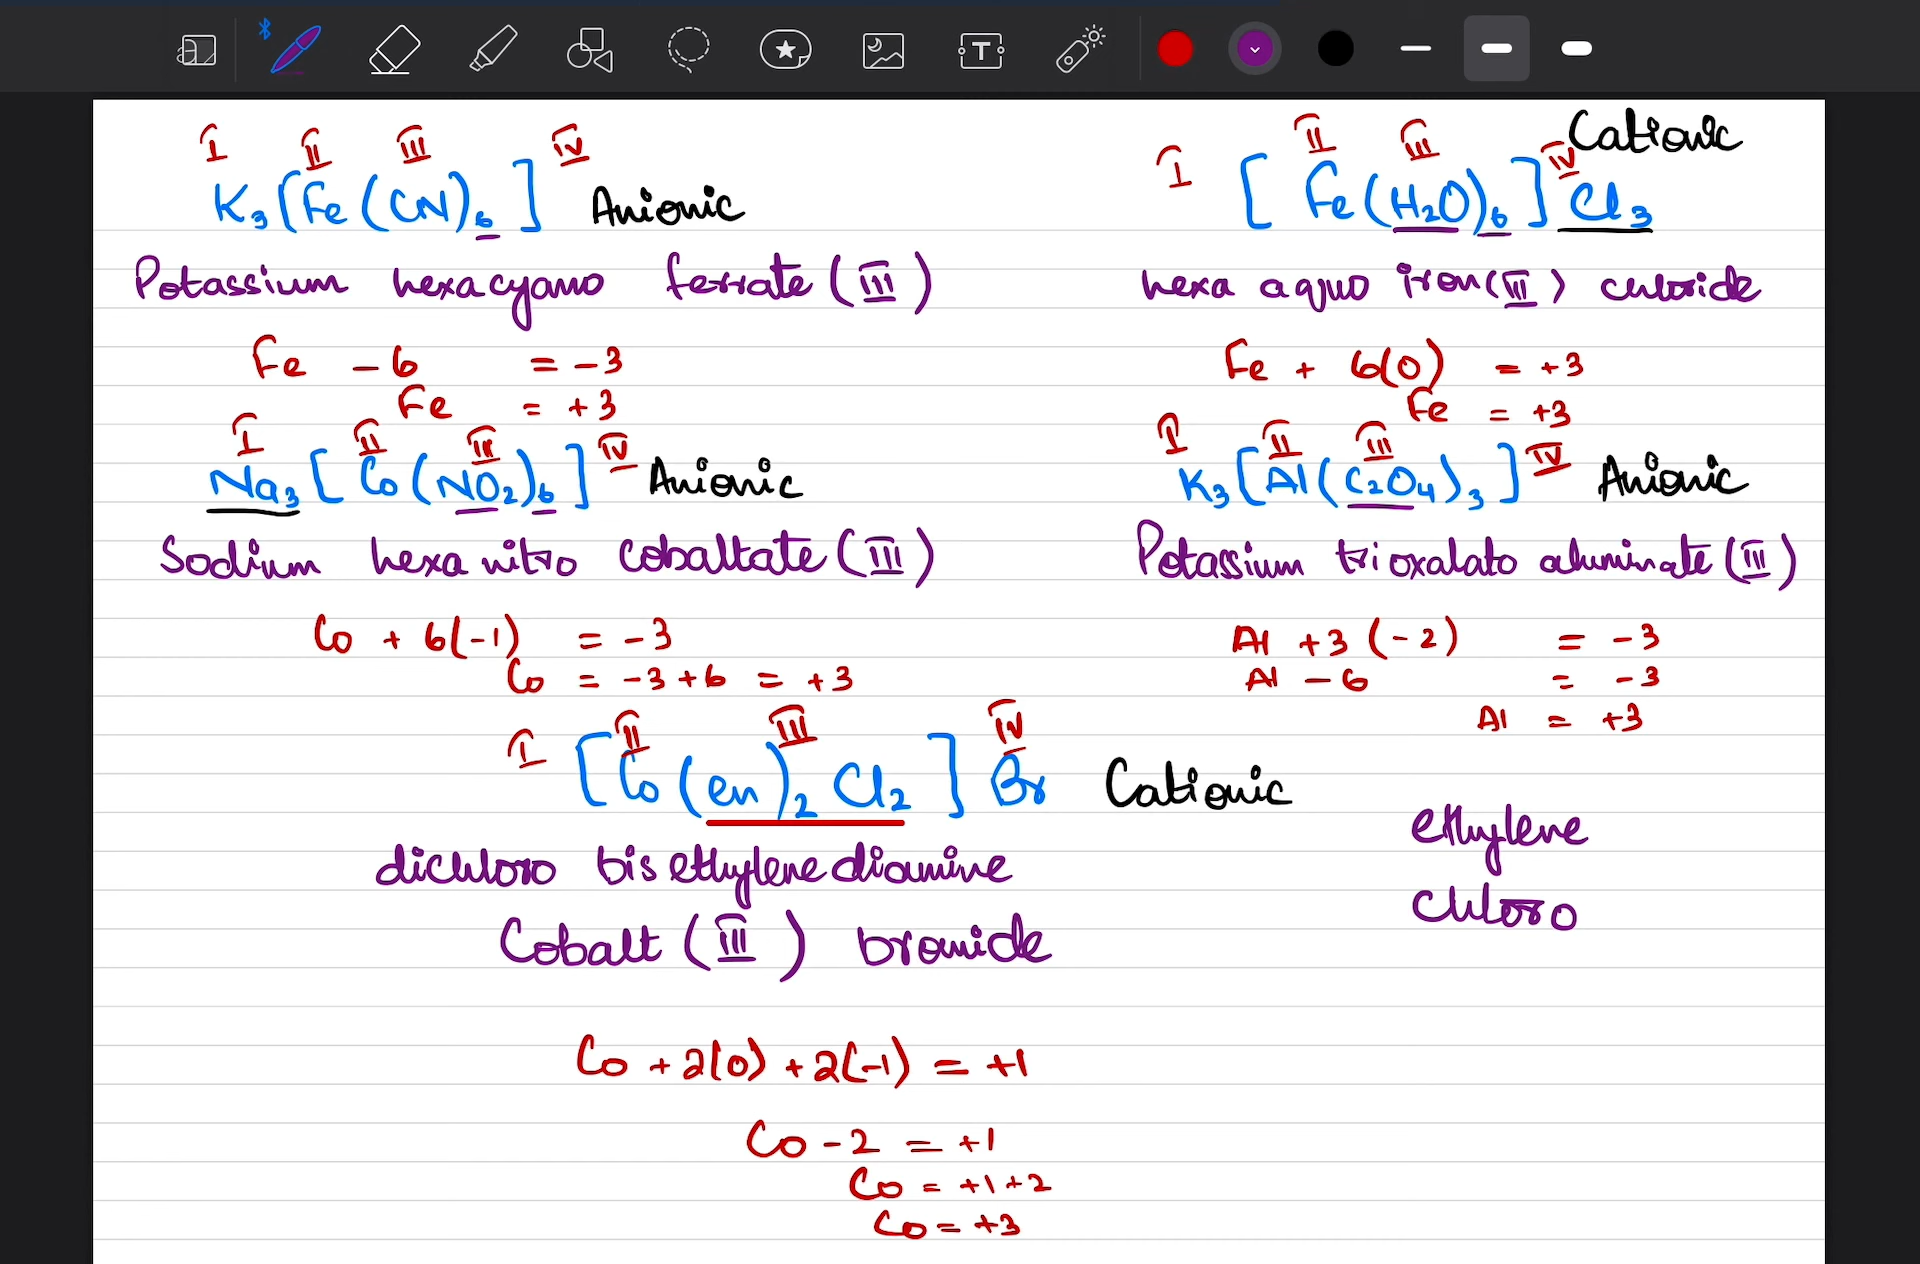 I II III IV
K3[Fe(CN)6] Anionic
Potassium hexacyano ferrate (III)
Fe - 6 = -3
Fe = +3
I II III IV Cationic
[Fe(H2O)6]Cl3
hexa aquo iron(III) chloride
Fe + 6(0) = +3
Fe = +3
I II III IV
Na3[Co(NO2)6] Anionic
Sodium hexa nitro cobaltate (III)
Co + 6(-1) = -3
Co = -3+6 = +3
I II III IV
K3[Al(C2O4)3] Anionic
Potassium tri oxalato aluminate (III)
Al +3 (-2) = -3
Al - 6 = -3
Al = +3
I II III IV
[Co(en)2 Cl2] Br Cationic
dichloro bis ethylene diamine
Cobalt (III) bromide
ethylene
chloro
Co + 2(0) + 2(-1) = +1
Co - 2 = +1
Co = +1+2
Co = +3